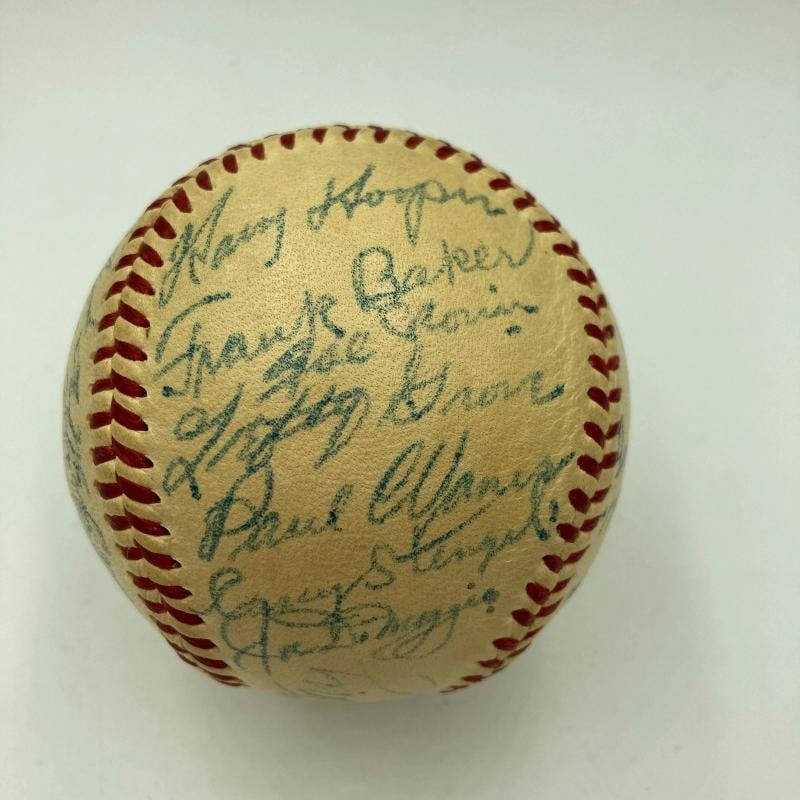 Harry Hooper
Frank Baker
Joe Cronin
Lefty Grove
Paul Waner
Casey Stengel
Joe DiMaggio